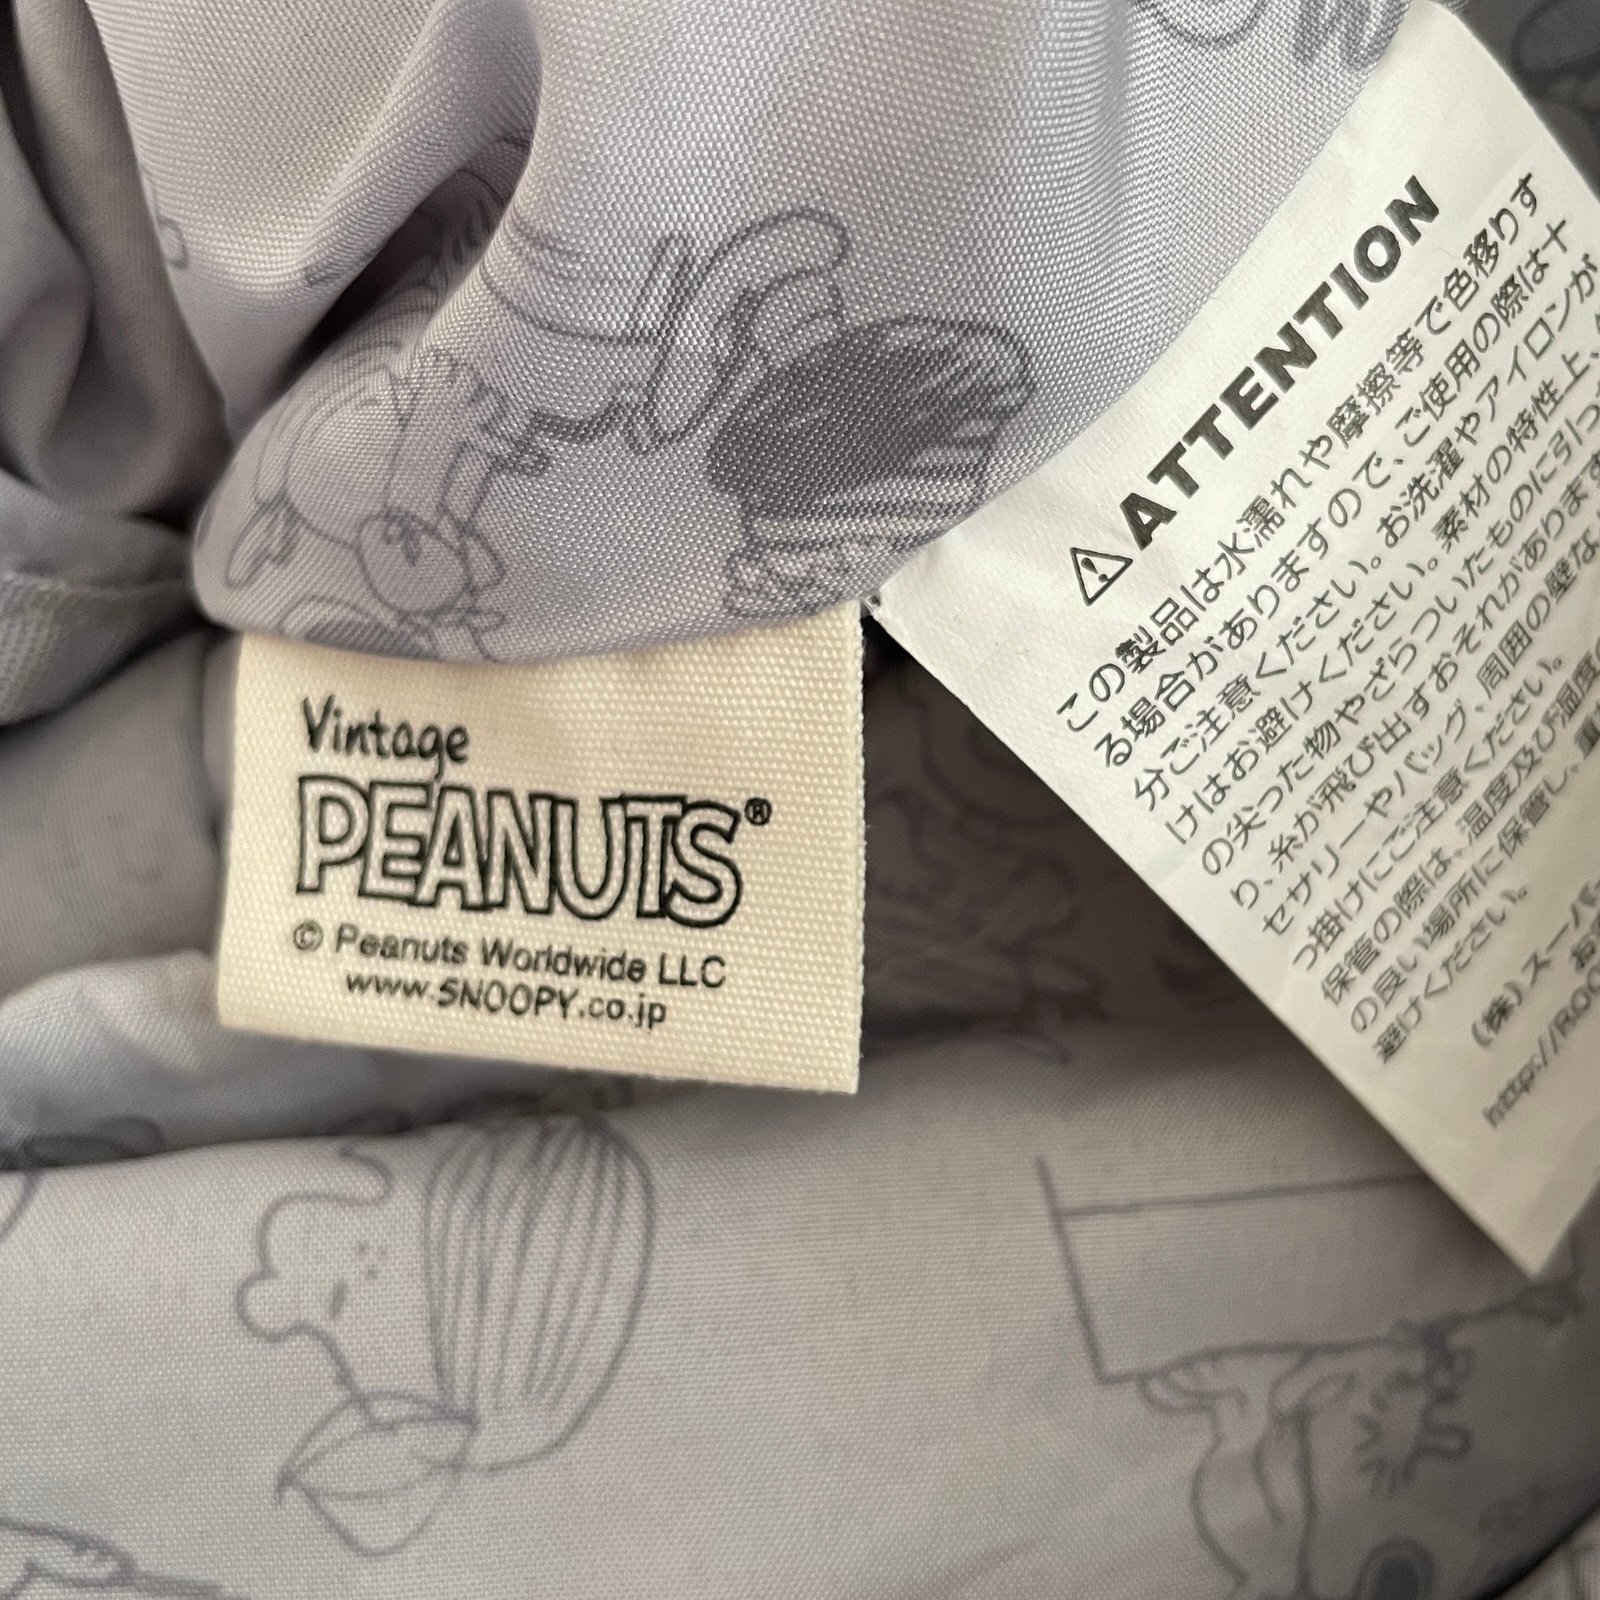 Vintage
PEANUTS®
© Peanuts Worldwide LLC
www.SNOOPY.co.jp
⚠ATTENTION
この製品は水濡れや摩擦等で色移りす
る場合がありますので、ご使用の際は十
分ご注意ください。お洗濯やアイロンが
けはお避けください。素材の特性上、
の尖った物やざらついたものに引っ
り、糸が飛び出すおそれがあります
セサリーやバッグ、周囲の壁な
つ掛けにご注意ください。
保管の際は、温度及び湿度
の良い場所に保管し、重
避けください。
(株)スーパー
お
http://ROO